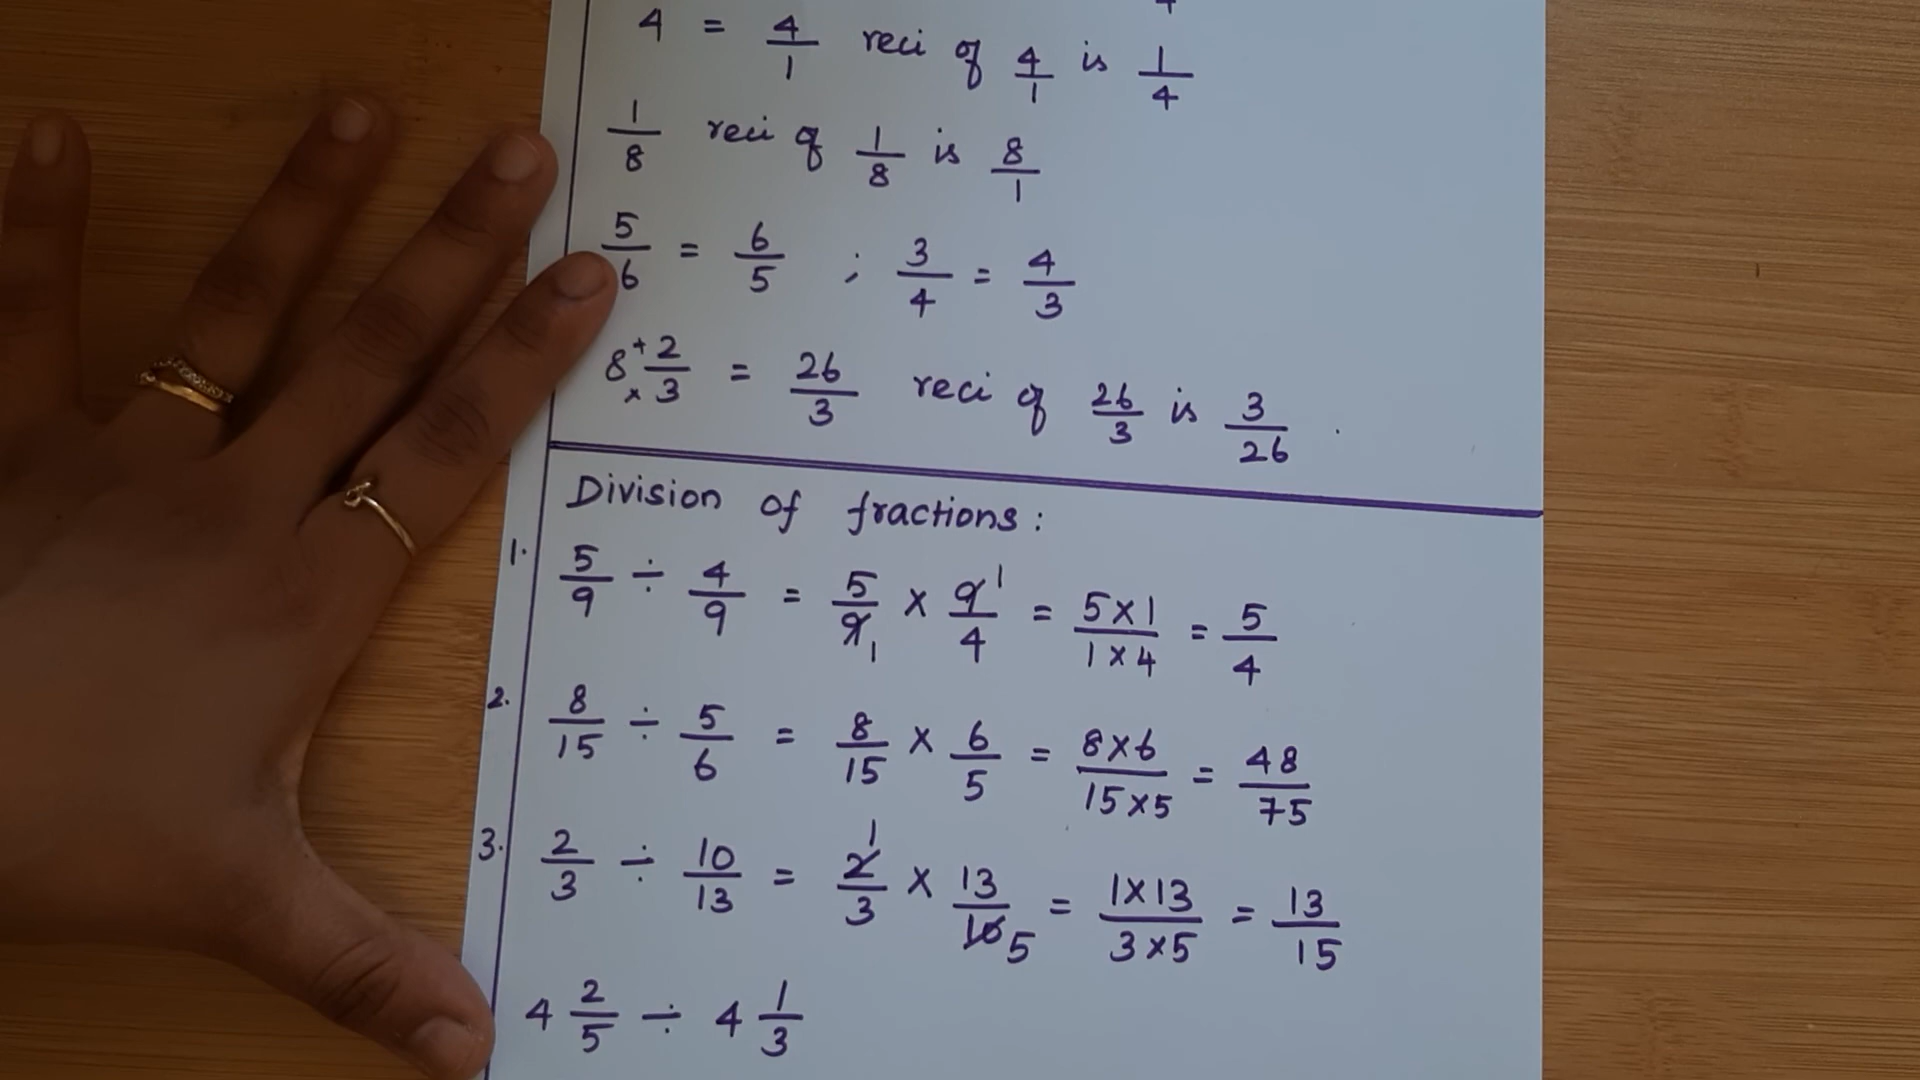 4 = 4/1 reci of 4/1 is 1/4
1/8 reci of 1/8 is 8/1
5/6 = 6/5 ; 3/4 = 4/3
8 + 2/× 3 = 26/3 reci of 26/3 is 3/26
Division of fractions:
1. 5/9 ÷ 4/9 = 5/9 1 × 9 1/4 = 5×1/1×4 = 5/4
2. 8/15 ÷ 5/6 = 8/15 × 6/5 = 8×6/15×5 = 48/75
3. 2/3 ÷ 10/13 = 2 1/3 × 13/10 5 = 1×13/3×5 = 13/15
4 2/5 ÷ 4 1/3